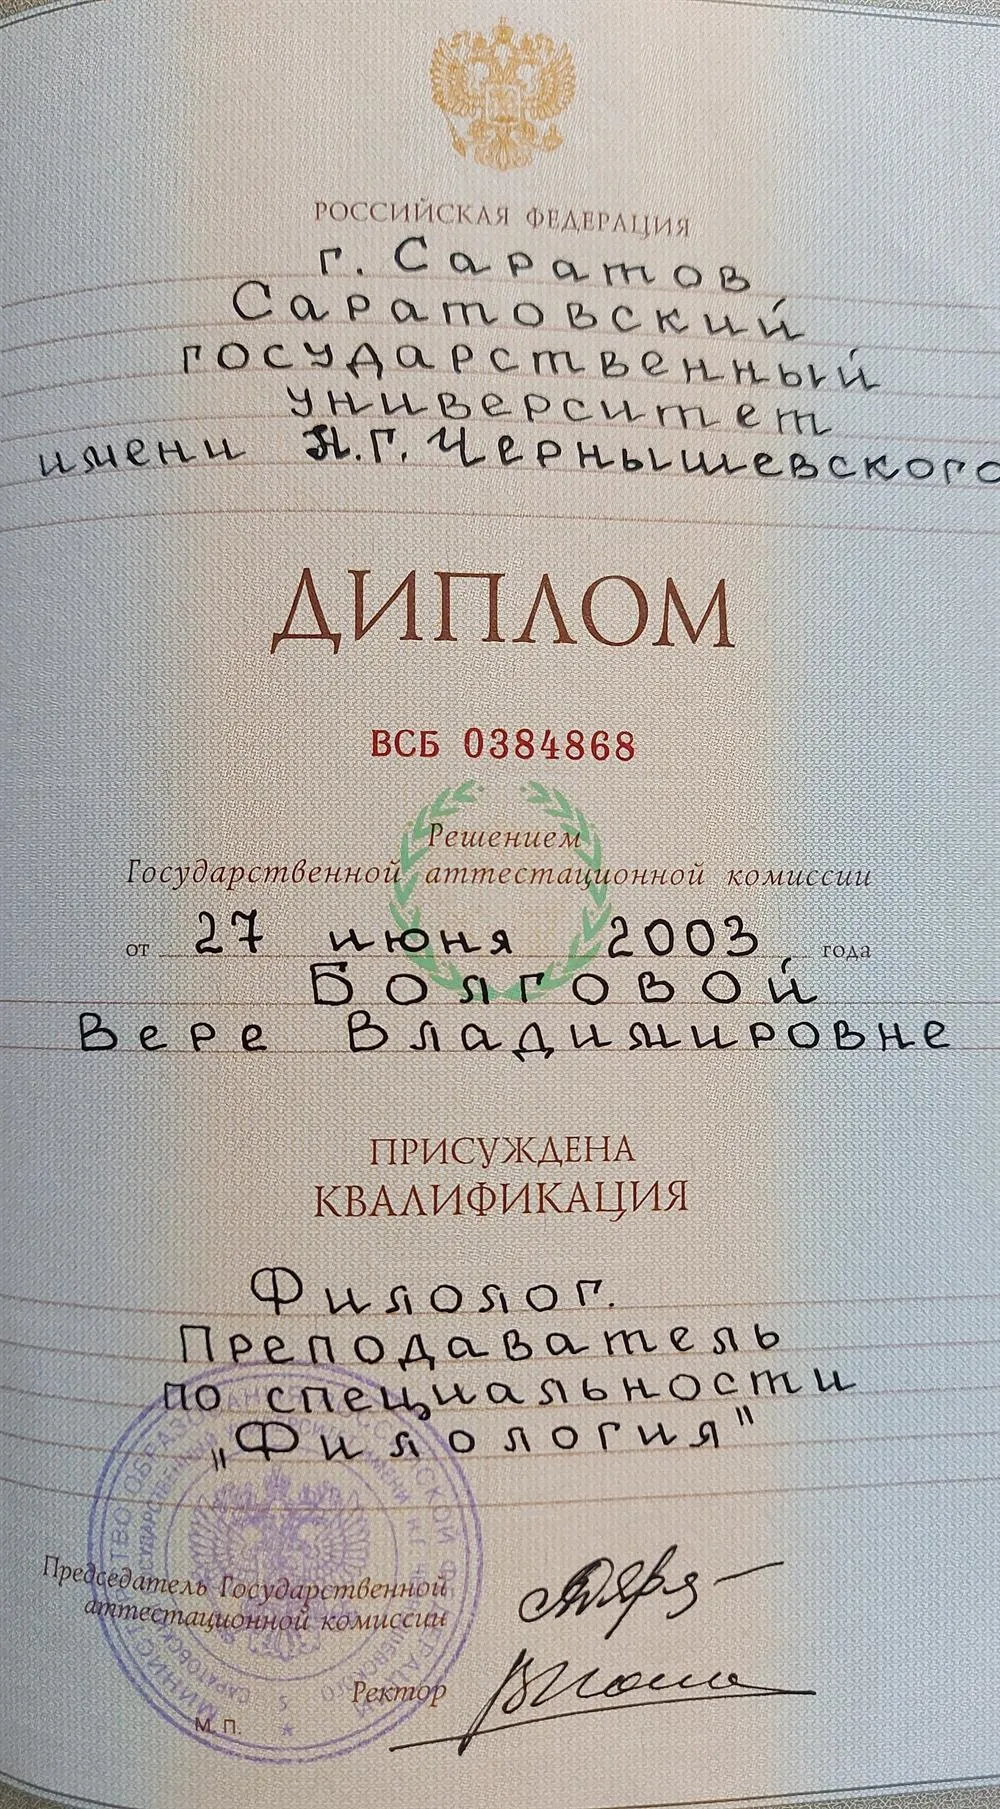 РОССИЙСКАЯ ФЕДЕРАЦИЯ
г. Саратов
Саратовский
государственный
университет
имени Н.Г. Чернышевского
ДИПЛОМ
ВСБ 0384868
Решением
Государственной аттестационной комиссии
от 27 июня 2003 года
Болговой
Вере Владимировне
ПРИСУЖДЕНА
КВАЛИФИКАЦИЯ
Филолог.
Преподаватель
по специальности
„Филология"
Председатель Государственной
аттестационной комиссии
Ректор
М. П.